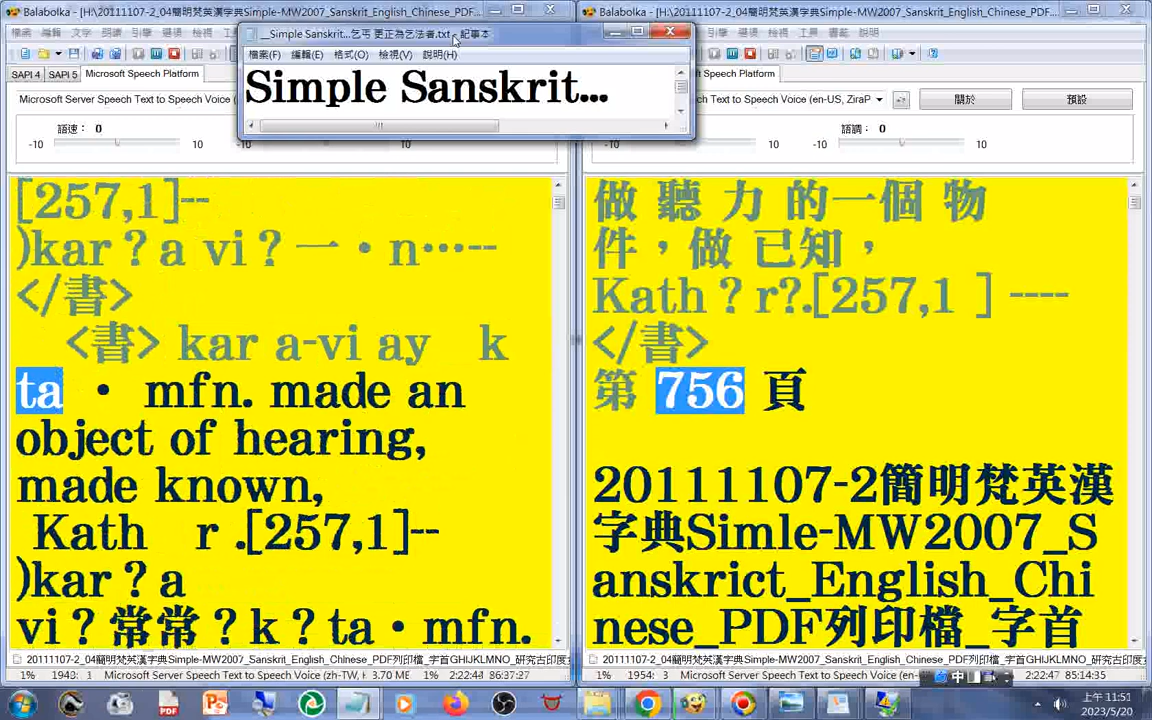 Balabolka - [H:\20111107-2_04簡明梵英漢字典Simple-MW2007_Sanskrit_English_Chinese_PDF...
SAPI 4 SAPI 5 Microsoft Speech Platform
Microsoft Server Speech Text to Speech Voice
語速： 0
-10 10
10
[257,1]--
)kar？a vi？一・n…--
</書>
<書> kar a-vi ay k
ta ・ mfn. made an
object of hearing,
made known,
Kath r .[257,1]--
)kar？a
vi？常常？k？ta・mfn.
20111107-2_04簡明梵英漢字典Simple-MW2007_Sanskrit_English_Chinese_PDF列印檔_字首GHIJKLMNO_研究古印度
1% 1948: 1 Microsoft Server Speech Text to Speech Voice (zh-TW, H 3.70 MB 1% 2:22:44 86:37:27
__Simple Sanskrit...乞丐 更正為乞法者.txt - 記事本
檔案(F) 編輯(E) 格式(O) 檢視(V) 說明(H)
Simple Sanskrit...
Balabolka - [H:\20111107-2_04簡明梵英漢字典Simple-MW2007_Sanskrit_English_Chinese_PDF...
Speech Platform
ch Text to Speech Voice (en-US, ZiraP
關於 預設
語調： 0
-10 10
做 聽 力 的一個 物
件，做 已知，
Kath？r?.[257,1 ] ----
</書>
第 756 頁
20111107-2簡明梵英漢
字典Simle-MW2007_S
anskrict_English_Chi
nese_PDF列印檔_字首
20111107-2_04簡明梵英漢字典Simple-MW2007_Sanskrit_English_Chinese_PDF列印檔_字首GHIJKLMNO_研究古印度
1% 1954: 3 Microsoft Server Speech Text to Speech Voice 2:22:47 85:14:35
中
上午 11:51
2023/5/20